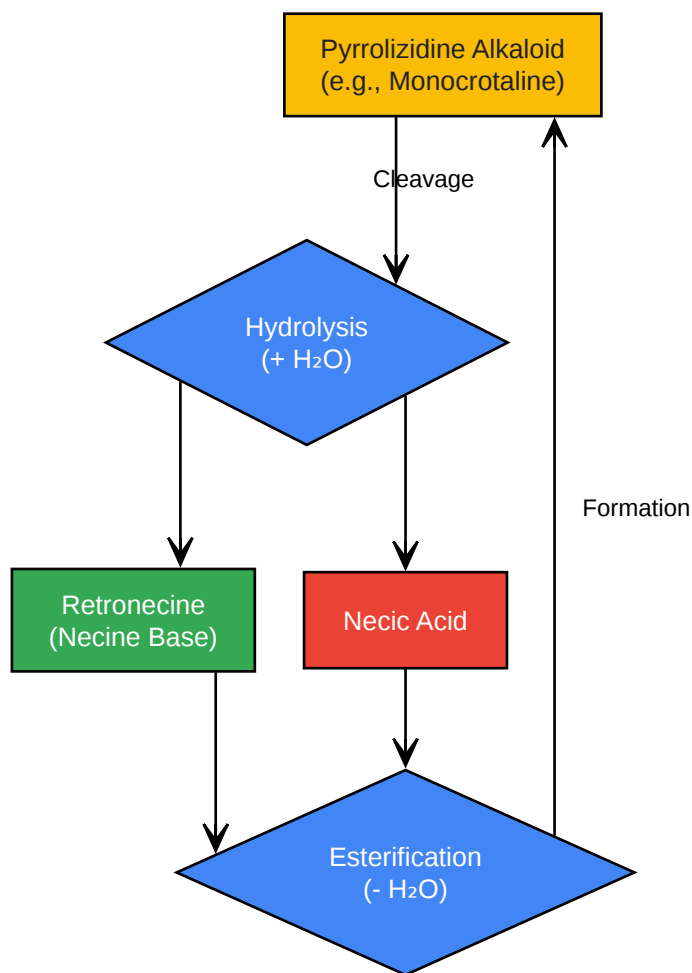 Pyrrolizidine Alkaloid
(e.g., Monocrotaline)
Cleavage
Hydrolysis
(+ H₂O)
Formation
Retronecine
(Necine Base)
Necic Acid
Esterification
(- H₂O)